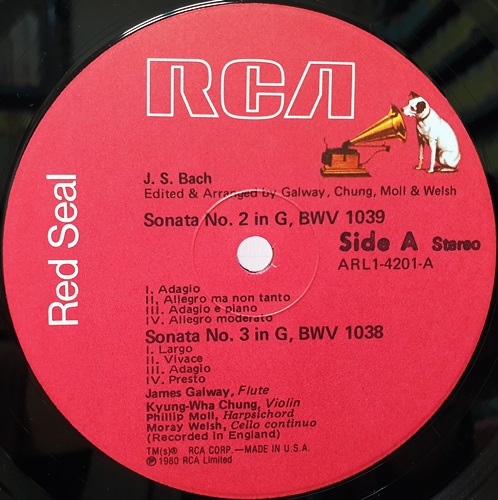 RCA
Red Seal
J. S. Bach
Edited & Arranged by Galway, Chung, Moll & Welsh
Sonata No. 2 in G, BWV 1039
Side A Stereo
ARL1-4201-A
I. Adagio
II. Allegro ma non tanto
III. Adagio e piano
IV. Allegro moderato
Sonata No. 3 in G, BWV 1038
I. Largo
II. Vivace
III. Adagio
IV. Presto
James Galway, Flute
Kyung-Wha Chung, Violin
Phillip Moll, Harpsichord
Moray Welsh, Cello continuo
(Recorded in England)
TM(s)® RCA CORP.—MADE IN U.S.A.
℗ 1980 RCA Limited